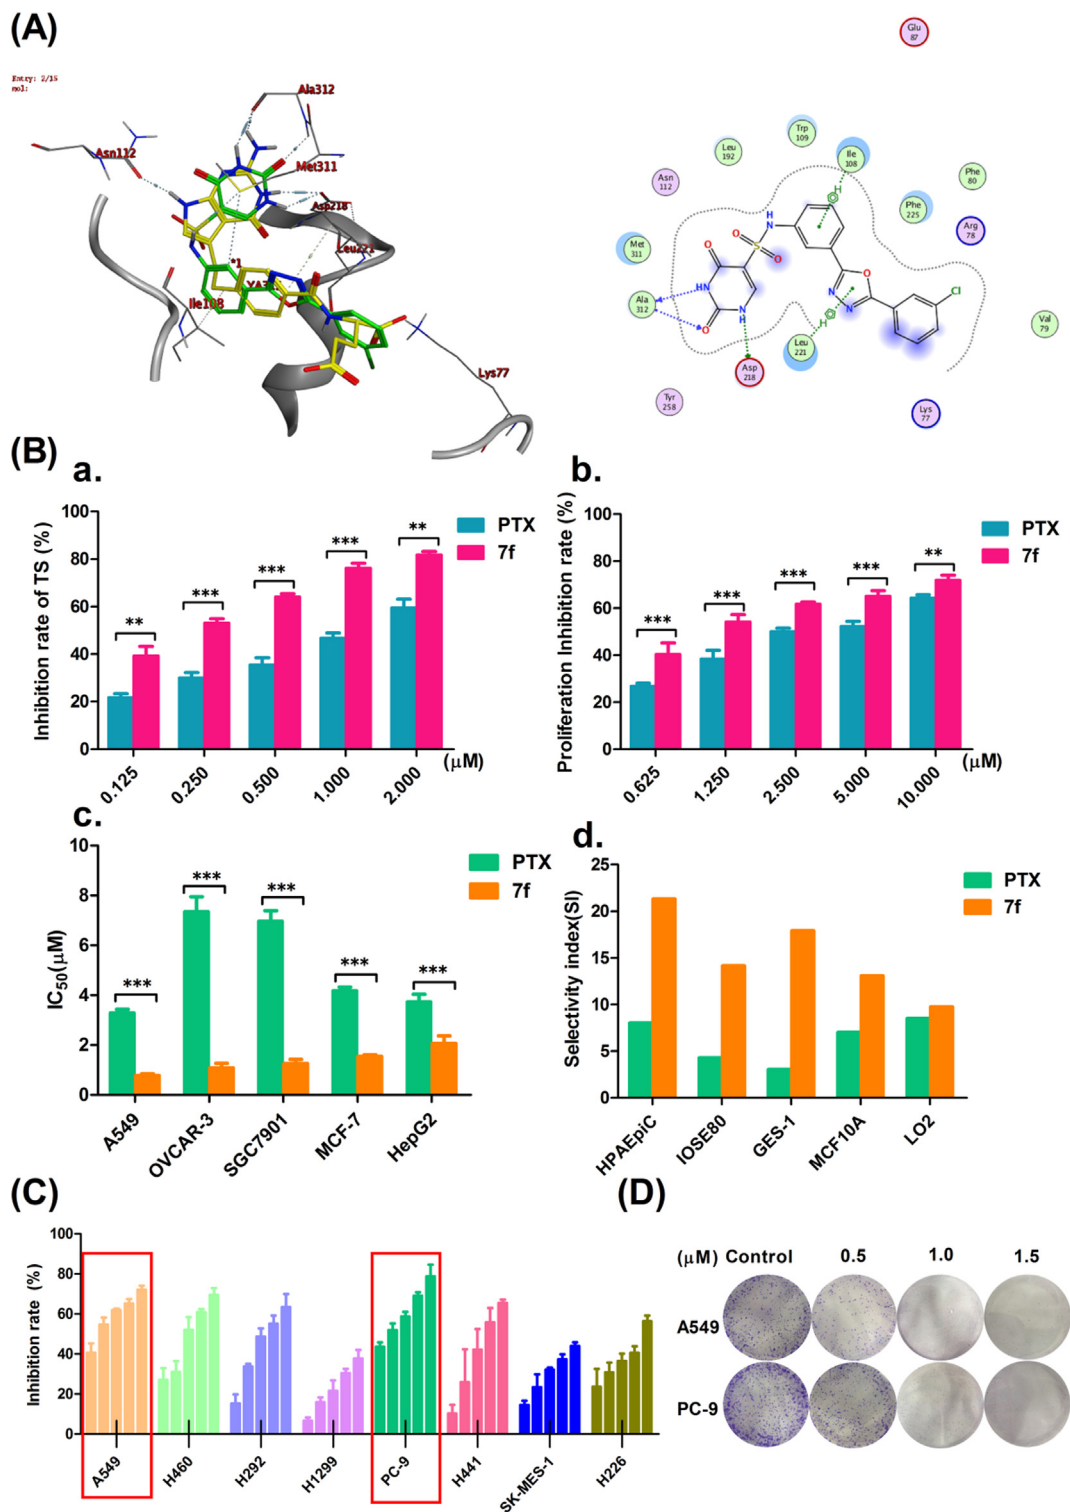 (A)
Entry: 2/15
mol:
Ala312
Asn112
Met311
Asp218
Leu221
*1
Ile108
Lys77
Glu
87
Trp
109
Ile
108
Leu
192
Phe
80
Asn
112
Phe
225
Arg
78
Met
311
Ala
312
Val
79
Leu
221
Asp
218
Tyr
258
Lys
77
H
H
O
NH
O
S
O
HN
O
N
H
O
N
N
Cl
(B)
a.
Inhibition rate of TS (%)
100
80
60
40
20
0
** *** *** *** **
PTX
7f
0.125 0.250 0.500 1.000 2.000 (μM)
b.
Proliferation Inhibition rate (%)
100
80
60
40
20
0
*** *** *** *** **
PTX
7f
0.625 1.250 2.500 5.000 10.000 (μM)
c.
IC50(μM)
10
8
6
4
2
0
*** *** *** *** ***
PTX
7f
A549 OVCAR-3 SGC7901 MCF-7 HepG2
d.
Selectivity index(SI)
25
20
15
10
5
0
PTX
7f
HPAEpiC IOSE80 GES-1 MCF10A LO2
(C)
Inhibition rate (%)
100
80
60
40
20
0
A549 H460 H292 H1299 PC-9 H441 SK-MES-1 H226
(D)
(μM) Control 0.5 1.0 1.5
A549
PC-9